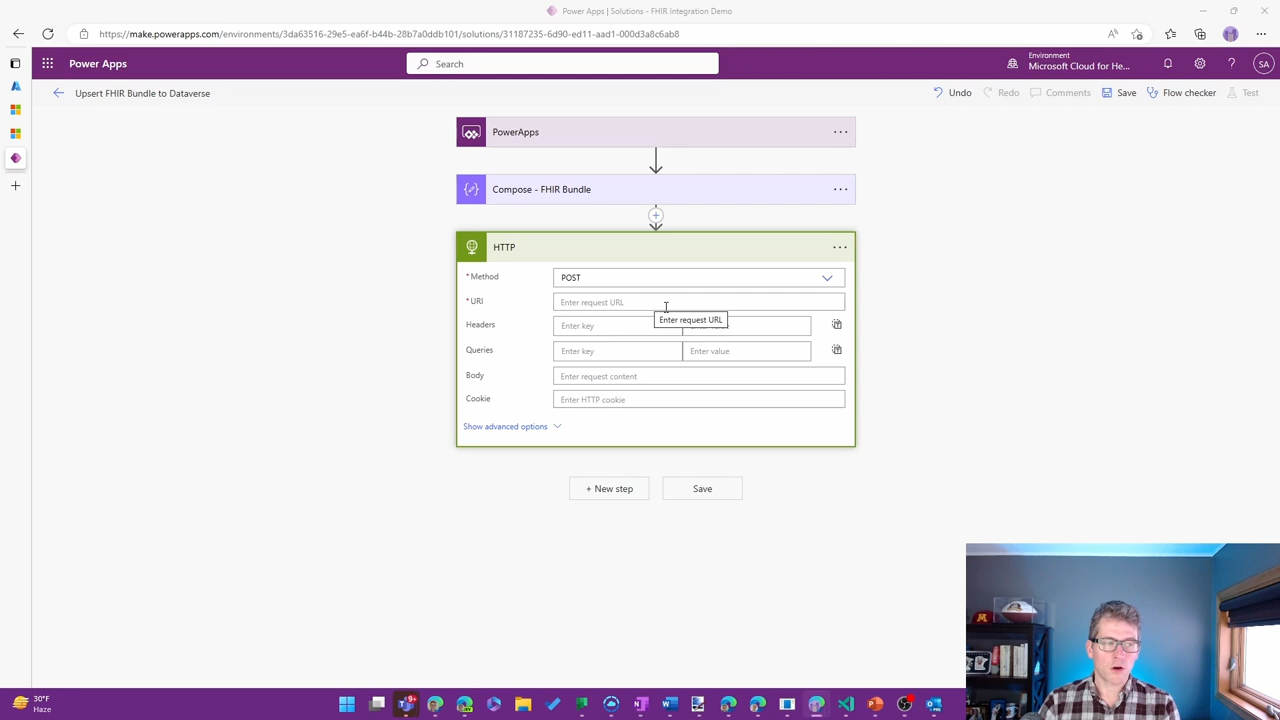 Power Apps | Solutions - FHIR Integration Demo
https://make.powerapps.com/environments/3da63516-29e5-ea6f-b44b-28b7a0ddb101/solutions/31187235-6d90-ed11-aad1-000d3a8c6ab8
Power Apps
Search
Environment
Microsoft Cloud for He...
SA
Upsert FHIR Bundle to Dataverse
Undo
Redo
Comments
Save
Flow checker
Test
PowerApps
Compose - FHIR Bundle
HTTP
* Method
POST
* URI
Enter request URL
Enter request URL
Headers
Enter key
Queries
Enter key
Enter value
Body
Enter request content
Cookie
Enter HTTP cookie
Show advanced options
+ New step
Save
30°F
Haze
9+